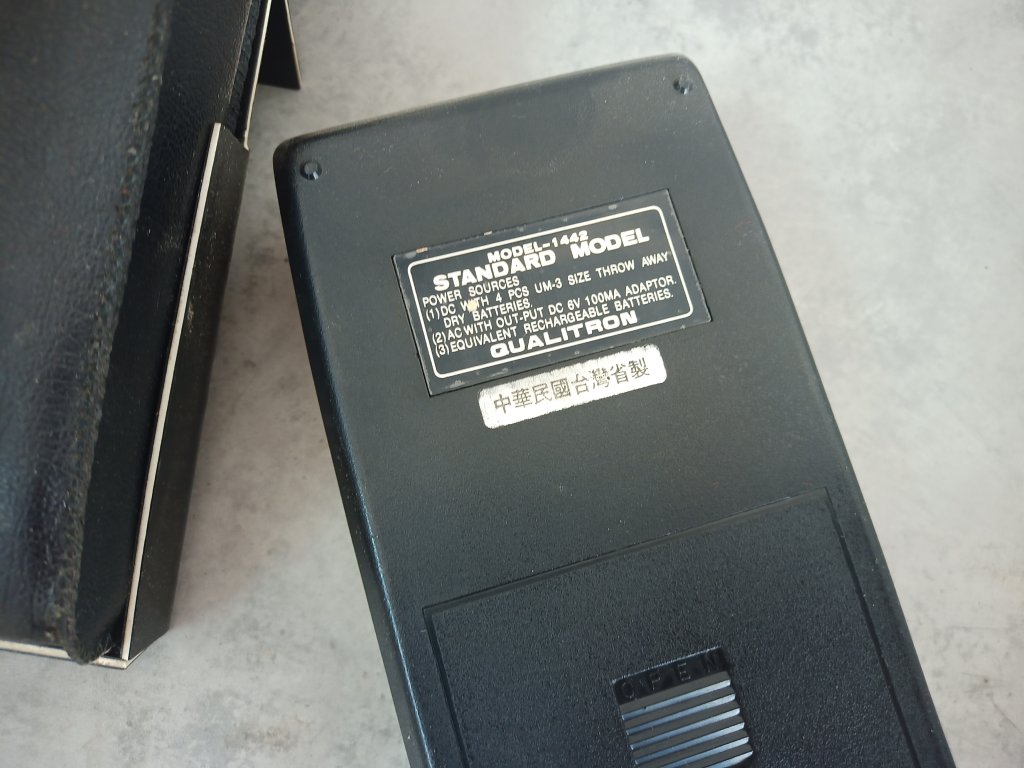 MODEL-1442
STANDARD MODEL
POWER SOURCES
(1) DC WITH 4 PCS UM-3 SIZE THROW AWAY
DRY BATTERIES.
(2) AC WITH OUT-PUT DC 6V 100MA ADAPTOR.
(3) EQUIVALENT RECHARGEABLE BATTERIES.
QUALITRON
中華民國台灣省製
OPEN